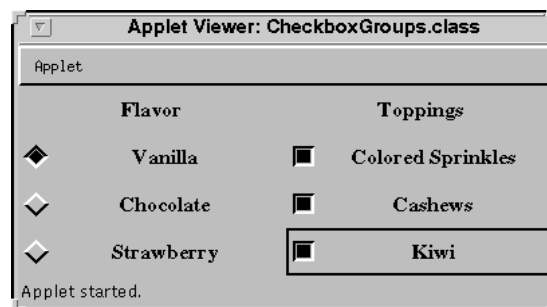 Applet Viewer: CheckboxGroups.class
Applet
Flavor Toppings
Vanilla Colored Sprinkles
Chocolate Cashews
Strawberry Kiwi
Applet started.